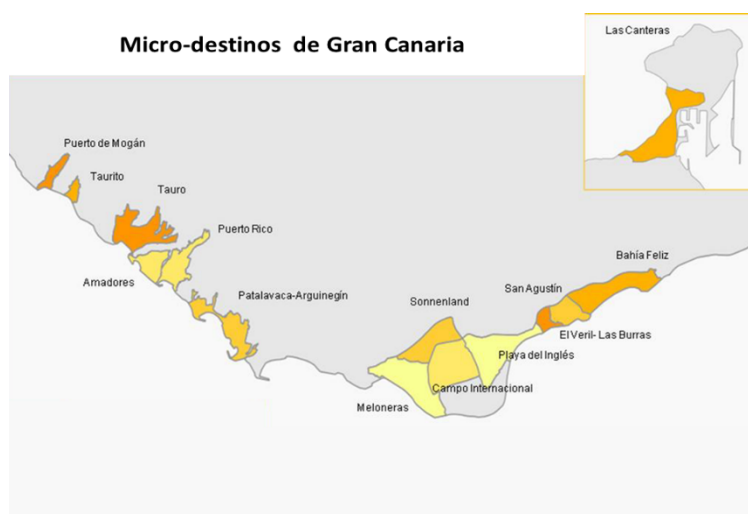 Micro-destinos de Gran Canaria
Las Canteras
Puerto de Mogán
Taurito
Tauro
Puerto Rico
Amadores
Patalavaca-Arguinegín
Bahía Feliz
San Agustín
Sonnenland
El Veril- Las Burras
Playa del Inglés
Campo Internacional
Meloneras